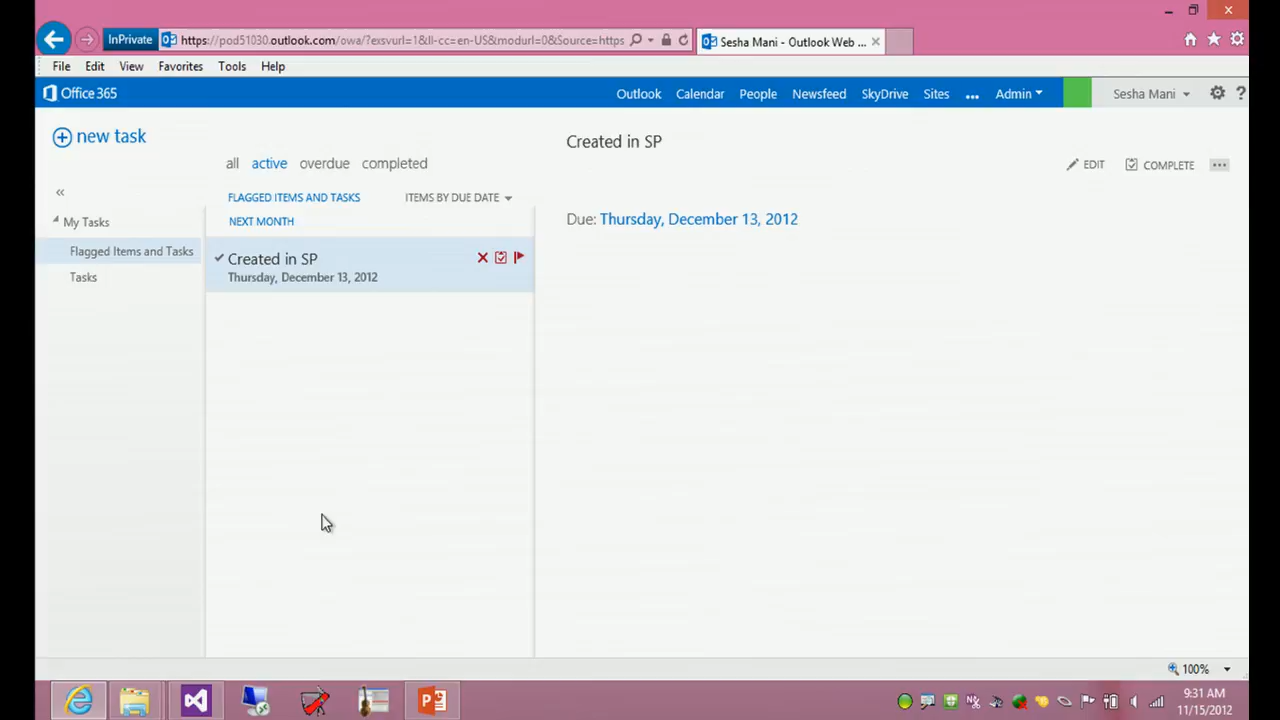 InPrivate
https://pod51030.outlook.com/owa/?exsvurl=1&ll-cc=en-US&modurl=0&Source=https
Sesha Mani - Outlook Web ...
File Edit View Favorites Tools Help
Office 365
Outlook Calendar People Newsfeed SkyDrive Sites ... Admin Sesha Mani ?
new task
Created in SP
all active overdue completed
EDIT COMPLETE ...
«
FLAGGED ITEMS AND TASKS ITEMS BY DUE DATE
My Tasks
NEXT MONTH
Due: Thursday, December 13, 2012
Flagged Items and Tasks
Created in SP
Tasks
Thursday, December 13, 2012
100%
9:31 AM
11/15/2012